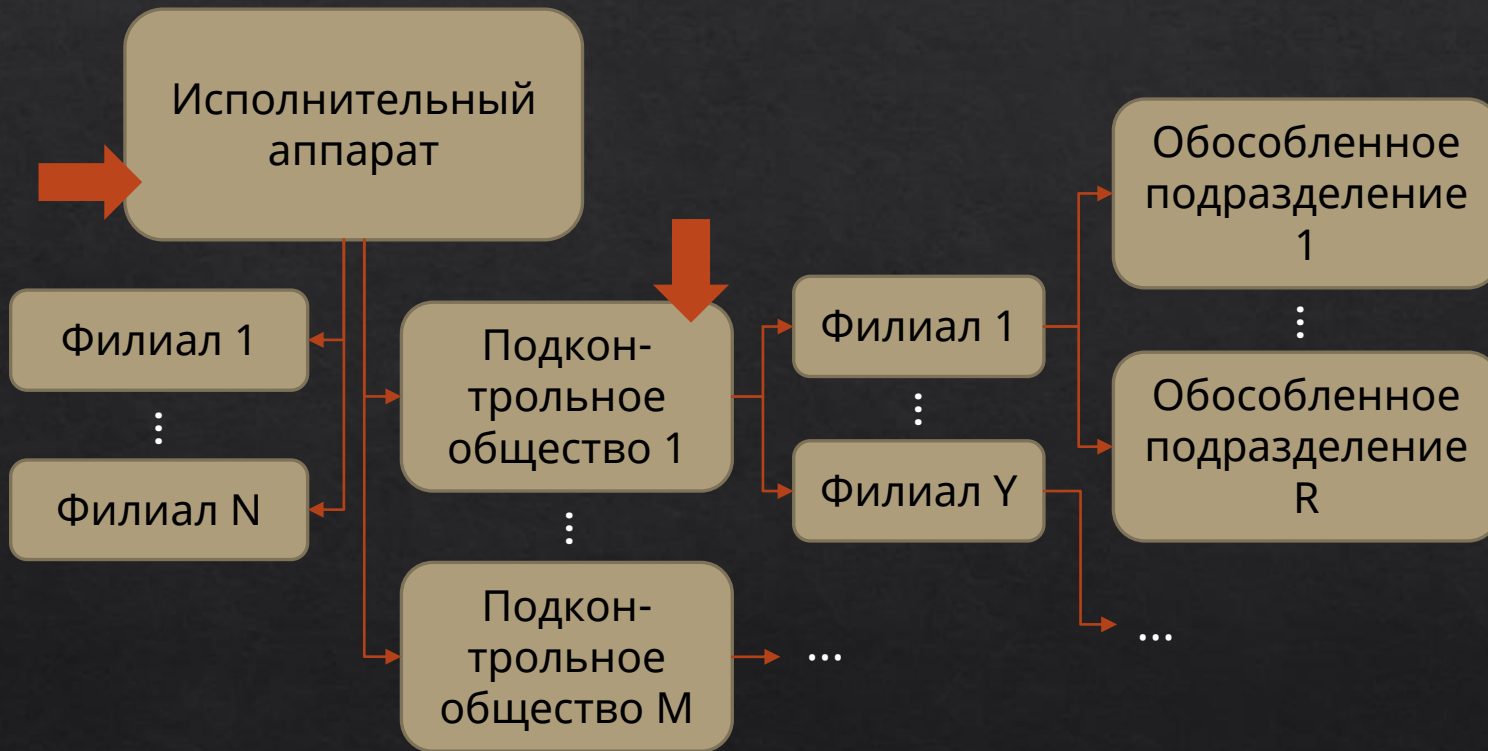 Исполнительный
аппарат
Филиал 1
⋮
Филиал N
Подкон-
трольное
общество 1
⋮
Подкон-
трольное
общество M
...
Филиал 1
⋮
Филиал Y
...
Обособленное
подразделение
1
⋮
Обособленное
подразделение
R